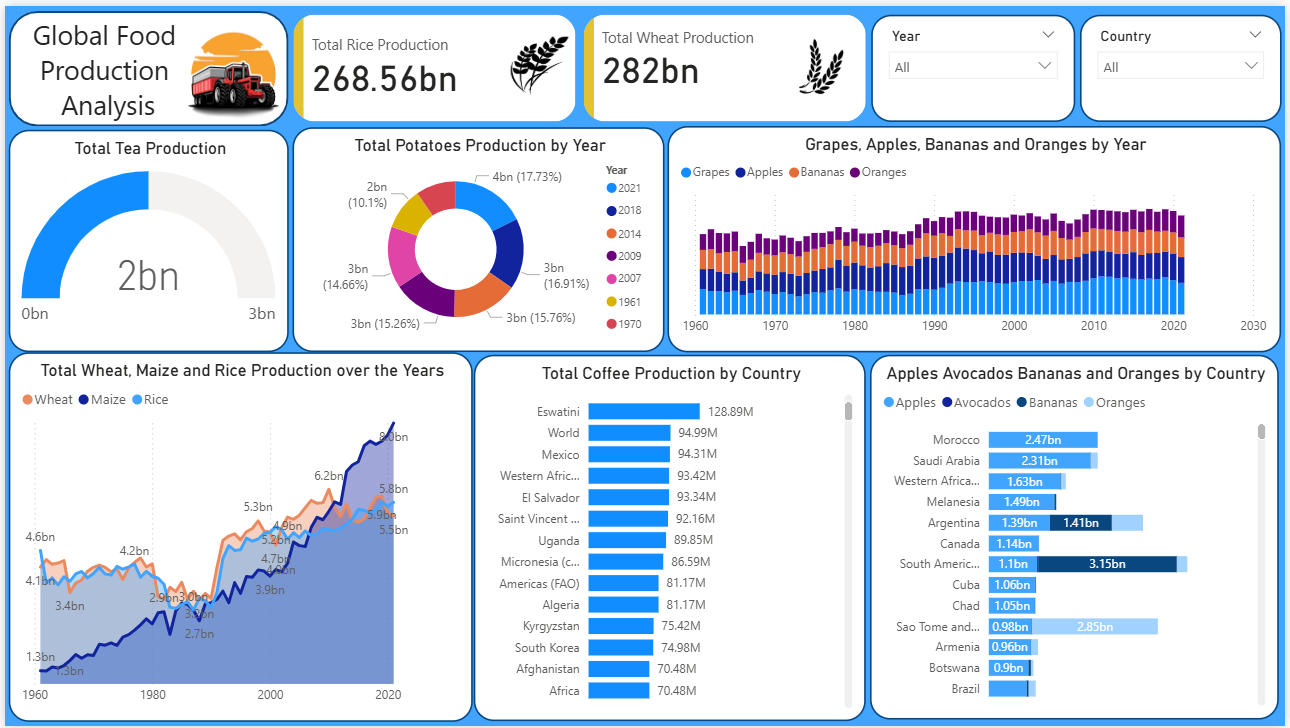 Global Food
Production
Analysis
Total Rice Production
268.56bn
Total Wheat Production
282bn
Year
All
Country
All
Total Tea Production
2bn
0bn
3bn
Total Potatoes Production by Year
4bn (17.73%)
3bn
(16.91%)
3bn (15.76%)
3bn (15.26%)
3bn
(14.66%)
2bn
(10.1%)
Year
2021
2018
2014
2009
2007
1961
1970
Grapes, Apples, Bananas and Oranges by Year
Grapes Apples Bananas Oranges
1960 1970 1980 1990 2000 2010 2020 2030
Total Wheat, Maize and Rice Production over the Years
Wheat Maize Rice
8.0bn
6.2bn
5.8bn
5.3bn
5.9bn
4.9bn
5.5bn
4.6bn
5.2bn
4.2bn
4.7bn
4.1bn
3.9bn
2.9bn
3.0bn
3.4bn
2.7bn
1.3bn
1.3bn
1960 1980 2000 2020
Total Coffee Production by Country
Eswatini 128.89M
World 94.99M
Mexico 94.31M
Western Afric... 93.42M
El Salvador 93.34M
Saint Vincent ... 92.16M
Uganda 89.85M
Micronesia (c... 86.59M
Americas (FAO) 81.17M
Algeria 81.17M
Kyrgyzstan 75.42M
South Korea 74.98M
Afghanistan 70.48M
Africa 70.48M
Apples Avocados Bananas and Oranges by Country
Apples Avocados Bananas Oranges
Morocco 2.47bn
Saudi Arabia 2.31bn
Western Africa... 1.63bn
Melanesia 1.49bn
Argentina 1.39bn 1.41bn
Canada 1.14bn
South Americ... 1.1bn 3.15bn
Cuba 1.06bn
Chad 1.05bn
Sao Tome and... 0.98bn 2.85bn
Armenia 0.96bn
Botswana 0.9bn
Brazil